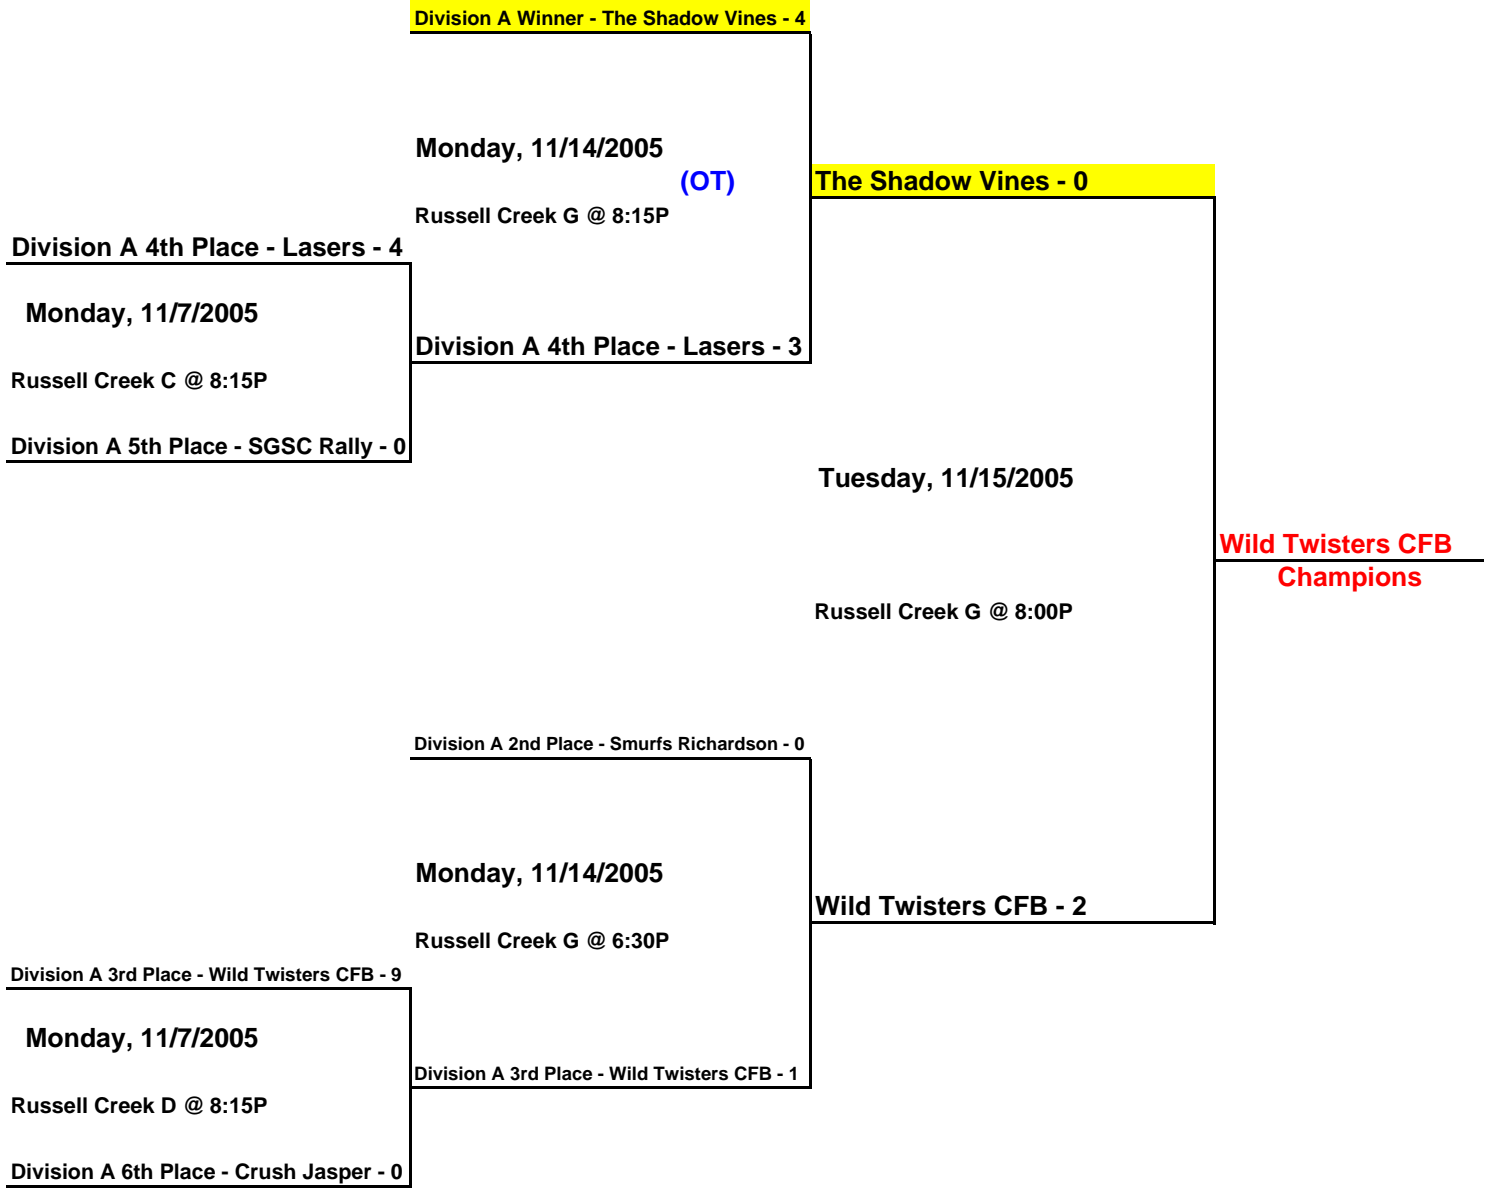 Division A Winner - The Shadow Vines - 4
Monday, 11/14/2005
(OT)
The Shadow Vines - 0
Russell Creek G @ 8:15P
Division A 4th Place - Lasers - 4
Monday, 11/7/2005
Division A 4th Place - Lasers - 3
Russell Creek C @ 8:15P
Division A 5th Place - SGSC Rally - 0
Tuesday, 11/15/2005
Wild Twisters CFB
Champions
Russell Creek G @ 8:00P
Division A 2nd Place - Smurfs Richardson - 0
Monday, 11/14/2005
Wild Twisters CFB - 2
Russell Creek G @ 6:30P
Division A 3rd Place - Wild Twisters CFB - 9
Monday, 11/7/2005
Division A 3rd Place - Wild Twisters CFB - 1
Russell Creek D @ 8:15P
Division A 6th Place - Crush Jasper - 0